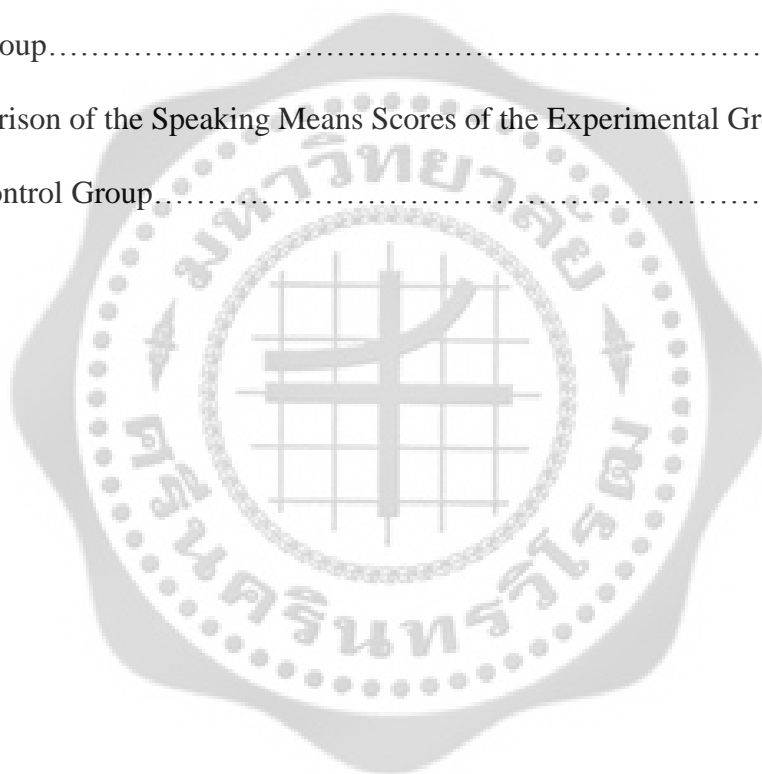 oup……………………………………………………………
rison of the Speaking Means Scores of the Experimental Gr
ontrol Group……………………………………………………
มหาวิทยาลัย
ศรีนครินทรวิโรฒ